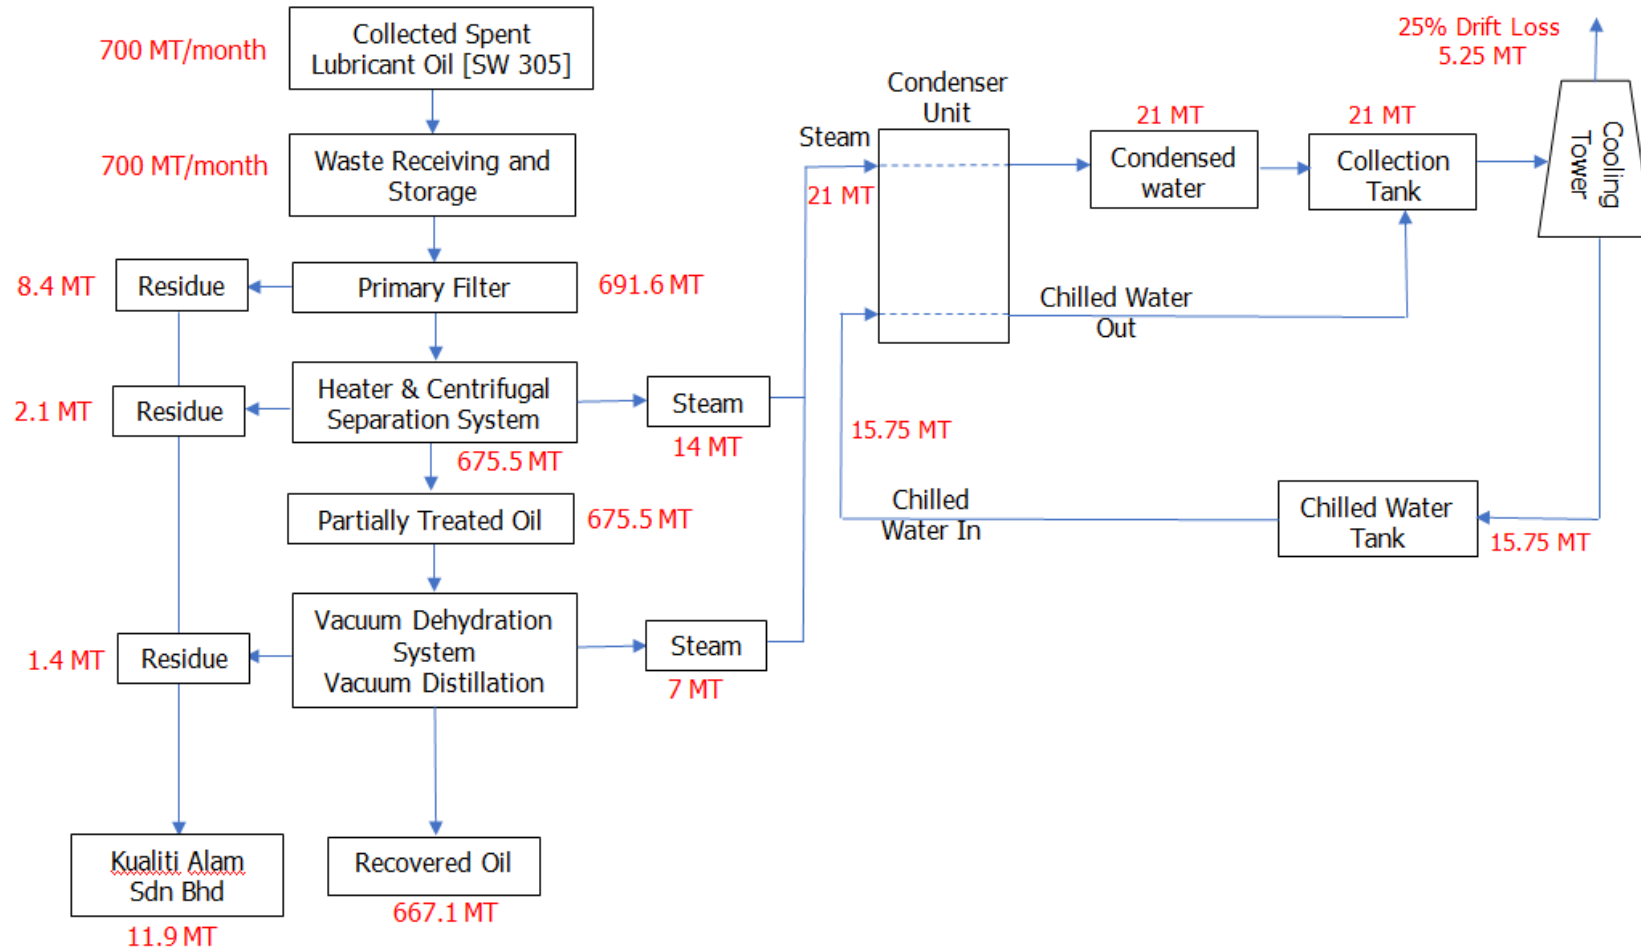 700 MT/month
Collected Spent
Lubricant Oil [SW 305]
700 MT/month
Waste Receiving and
Storage
8.4 MT
Residue
Primary Filter
691.6 MT
2.1 MT
Residue
Heater & Centrifugal
Separation System
675.5 MT
Steam
14 MT
Partially Treated Oil
675.5 MT
1.4 MT
Residue
Vacuum Dehydration
System
Vacuum Distillation
Steam
7 MT
Kualiti Alam
Sdn Bhd
11.9 MT
Recovered Oil
667.1 MT
Steam
21 MT
Condenser
Unit
21 MT
Condensed
water
21 MT
Collection
Tank
25% Drift Loss
5.25 MT
Cooling
Tower
Chilled Water
Out
15.75 MT
Chilled
Water In
Chilled Water
Tank
15.75 MT